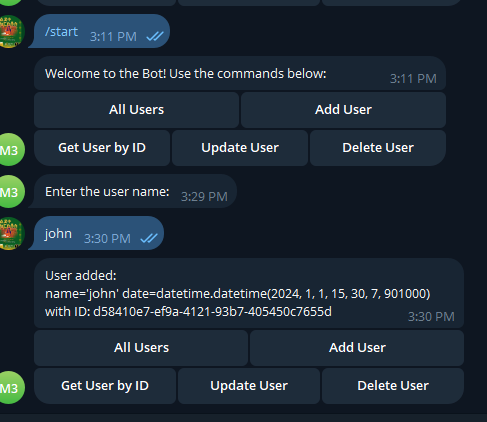 /start 3:11 PM
Welcome to the Bot! Use the commands below: 3:11 PM
All Users Add User
Get User by ID Update User Delete User
M3
Enter the user name: 3:29 PM
M3
john 3:30 PM
User added:
name='john' date=datetime.datetime(2024, 1, 1, 15, 30, 7, 901000)
with ID: d58410e7-ef9a-4121-93b7-405450c7655d 3:30 PM
All Users Add User
Get User by ID Update User Delete User
M3